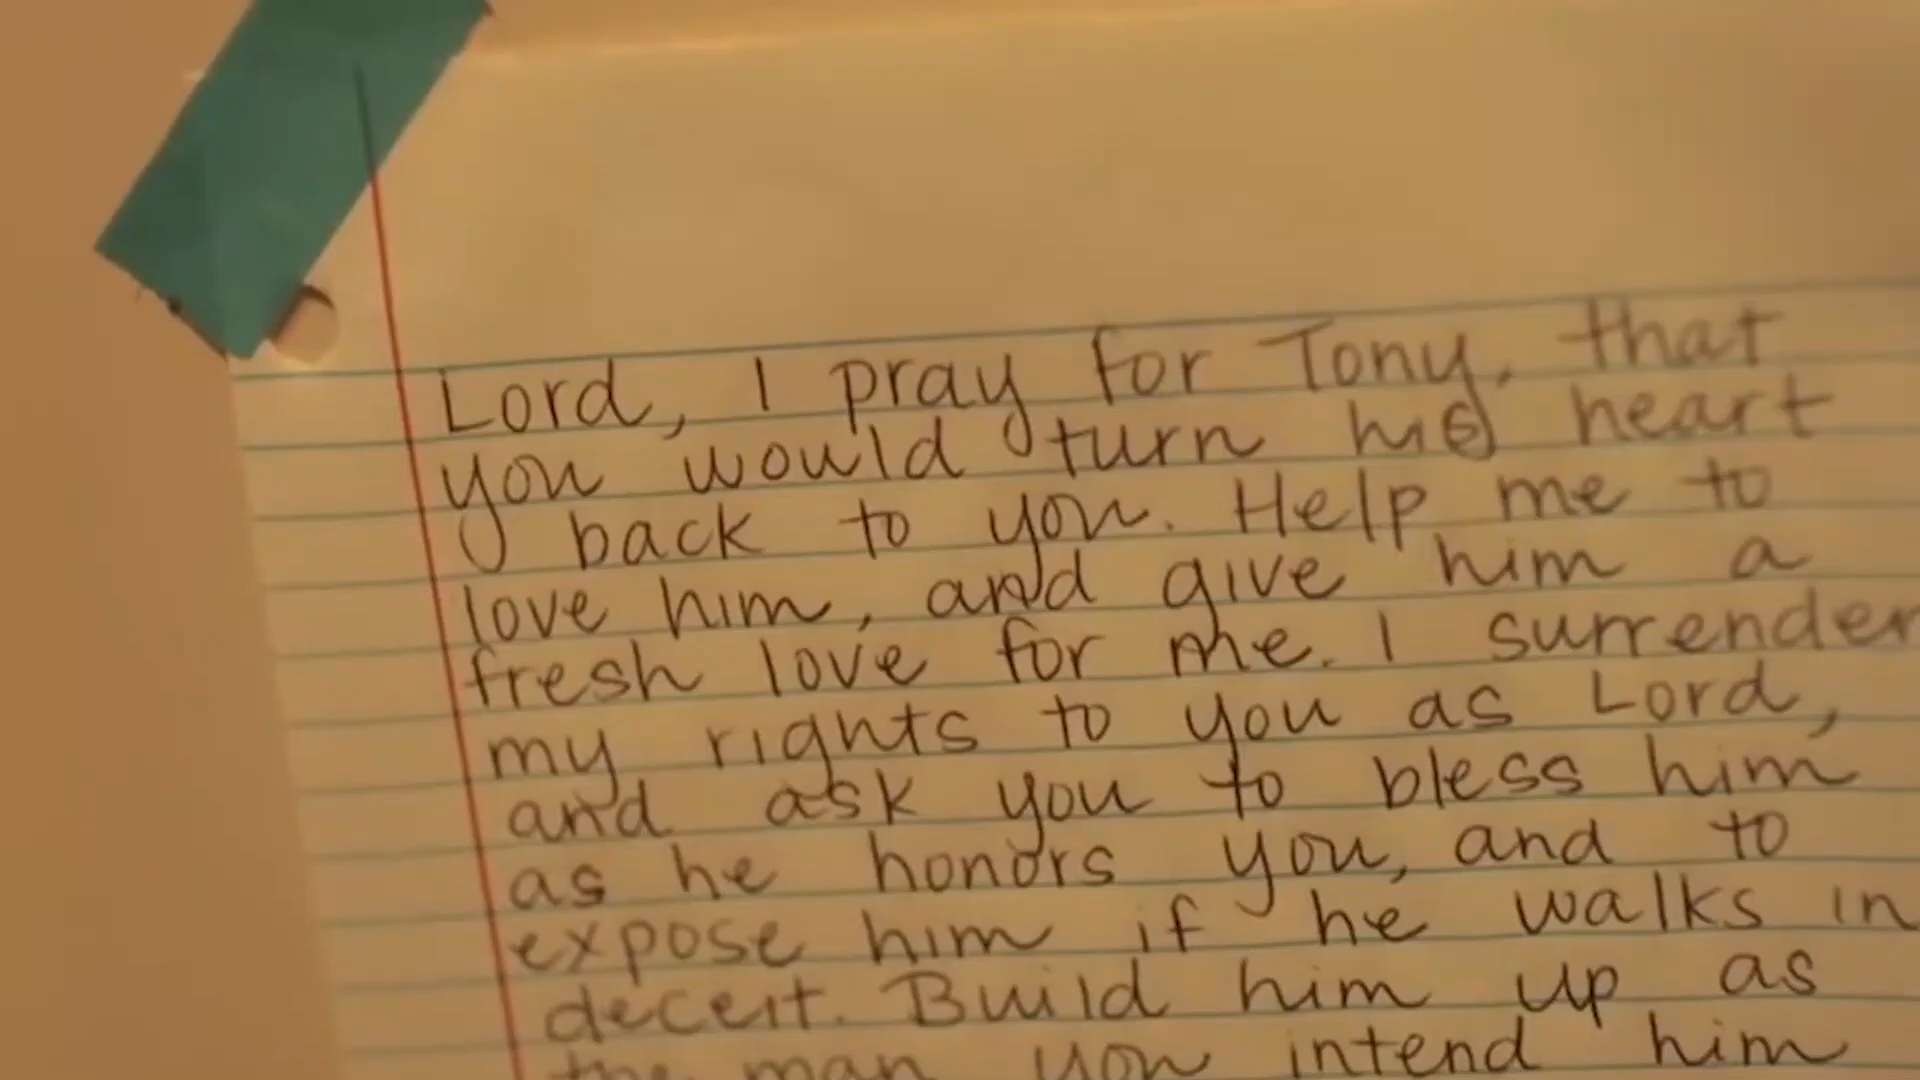 Lord, I pray for Tony, that
you would turn his heart
back to you. Help me to
love him, and give him a
fresh love for me. I surrender
my rights to you as Lord,
and ask you to bless him
as he honors you, and to
expose him if he walks in
deceit. Build him up as
the man you intend him